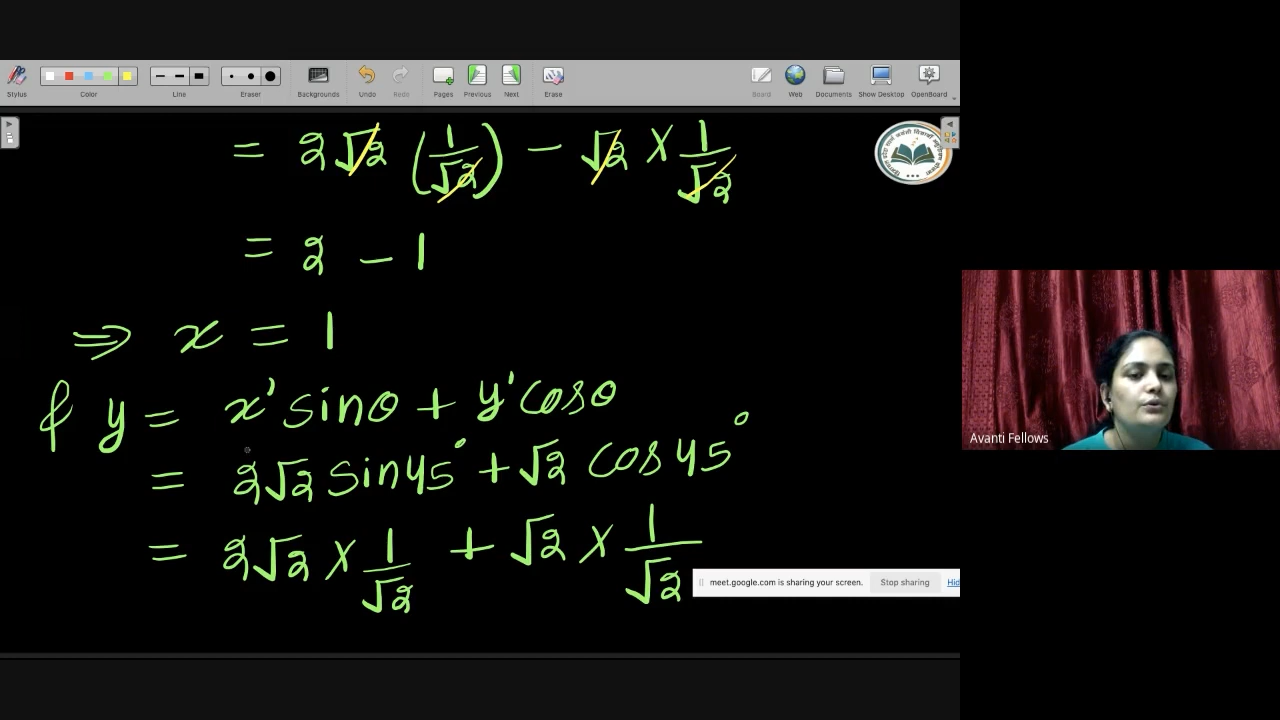 Stylus Color Line Eraser Backgrounds Undo Redo Pages Previous Next Erase Board Web Documents Show Desktop OpenBoard
= 2√2 (1/√2) - √2 × 1/√2
= 2 - 1
⇒ x = 1
& y = x' sinθ + y' cosθ
= 2√2 sin45° + √2 cos45°
= 2√2 × 1/√2 + √2 × 1/√2
Avanti Fellows
meet.google.com is sharing your screen. Stop sharing Hid